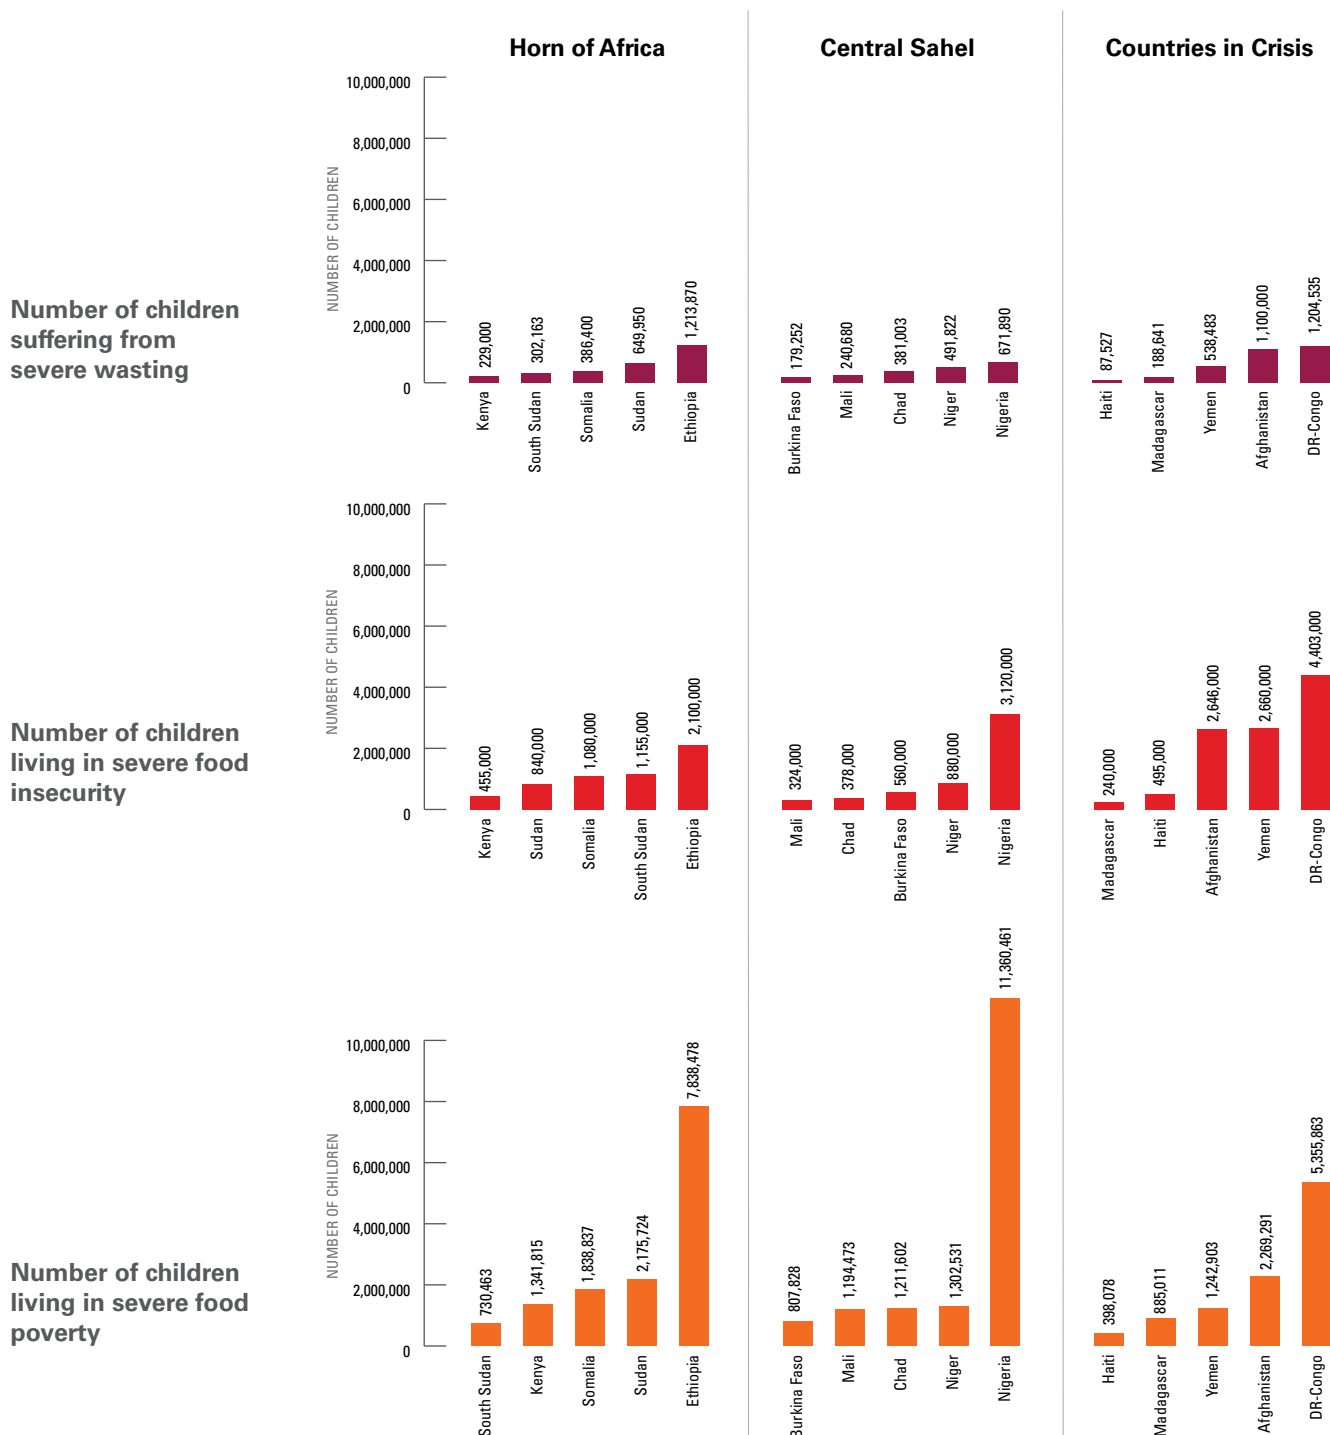 Horn of Africa
Central Sahel
Countries in Crisis
Number of children
suffering from
severe wasting
NUMBER OF CHILDREN
10,000,000
8,000,000
6,000,000
4,000,000
2,000,000
0
229,000
302,163
386,400
649,950
1,213,870
Kenya
South Sudan
Somalia
Sudan
Ethiopia
179,252
240,680
381,003
491,822
671,890
Burkina Faso
Mali
Chad
Niger
Nigeria
87,527
188,641
538,483
1,100,000
1,204,535
Haiti
Madagascar
Yemen
Afghanistan
DR-Congo
Number of children
living in severe food
insecurity
NUMBER OF CHILDREN
10,000,000
8,000,000
6,000,000
4,000,000
2,000,000
0
455,000
840,000
1,080,000
1,155,000
2,100,000
Kenya
Sudan
Somalia
South Sudan
Ethiopia
324,000
378,000
560,000
880,000
3,120,000
Mali
Chad
Burkina Faso
Niger
Nigeria
240,000
495,000
2,646,000
2,660,000
4,403,000
Madagascar
Haiti
Afghanistan
Yemen
DR-Congo
Number of children
living in severe food
poverty
NUMBER OF CHILDREN
10,000,000
8,000,000
6,000,000
4,000,000
2,000,000
0
730,463
1,341,815
1,838,837
2,175,724
7,838,478
South Sudan
Kenya
Somalia
Sudan
Ethiopia
807,828
1,194,473
1,211,602
1,302,531
11,360,461
Burkina Faso
Mali
Chad
Niger
Nigeria
398,078
885,011
1,242,903
2,269,291
5,355,863
Haiti
Madagascar
Yemen
Afghanistan
DR-Congo